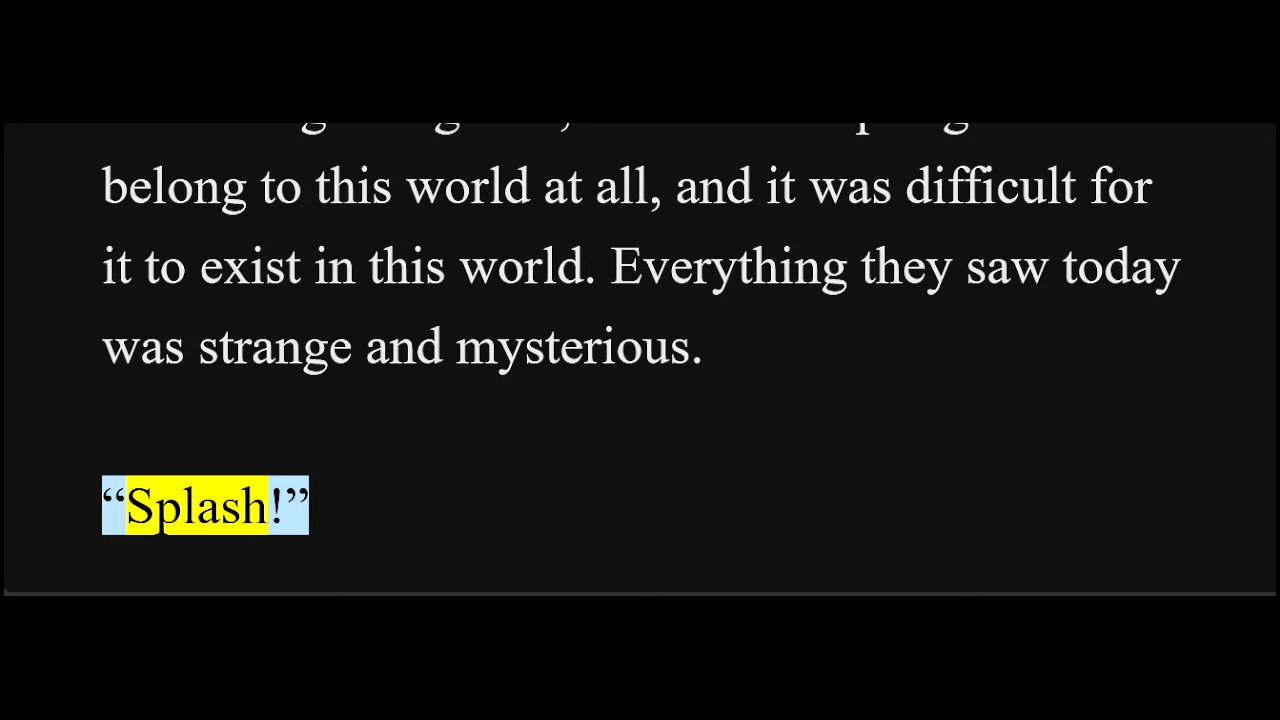 belong to this world at all, and it was difficult for
it to exist in this world. Everything they saw today
was strange and mysterious.
“Splash!”